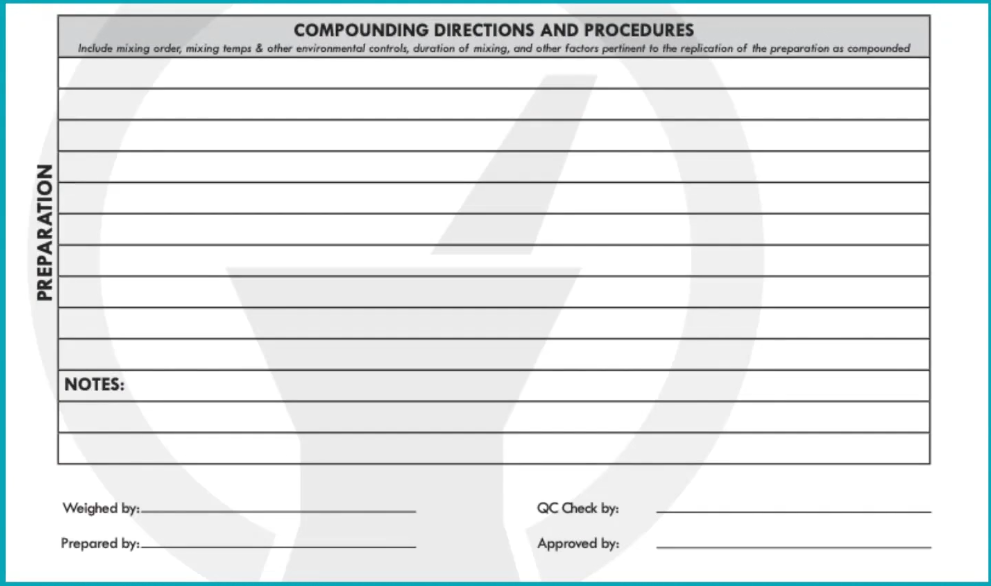 COMPOUNDING DIRECTIONS AND PROCEDURES
Include mixing order, mixing temps & other environmental controls, duration of mixing, and other factors pertinent to the replication of the preparation as compounded
PREPARATION
NOTES:
Weighed by:
QC Check by:
Prepared by:
Approved by: